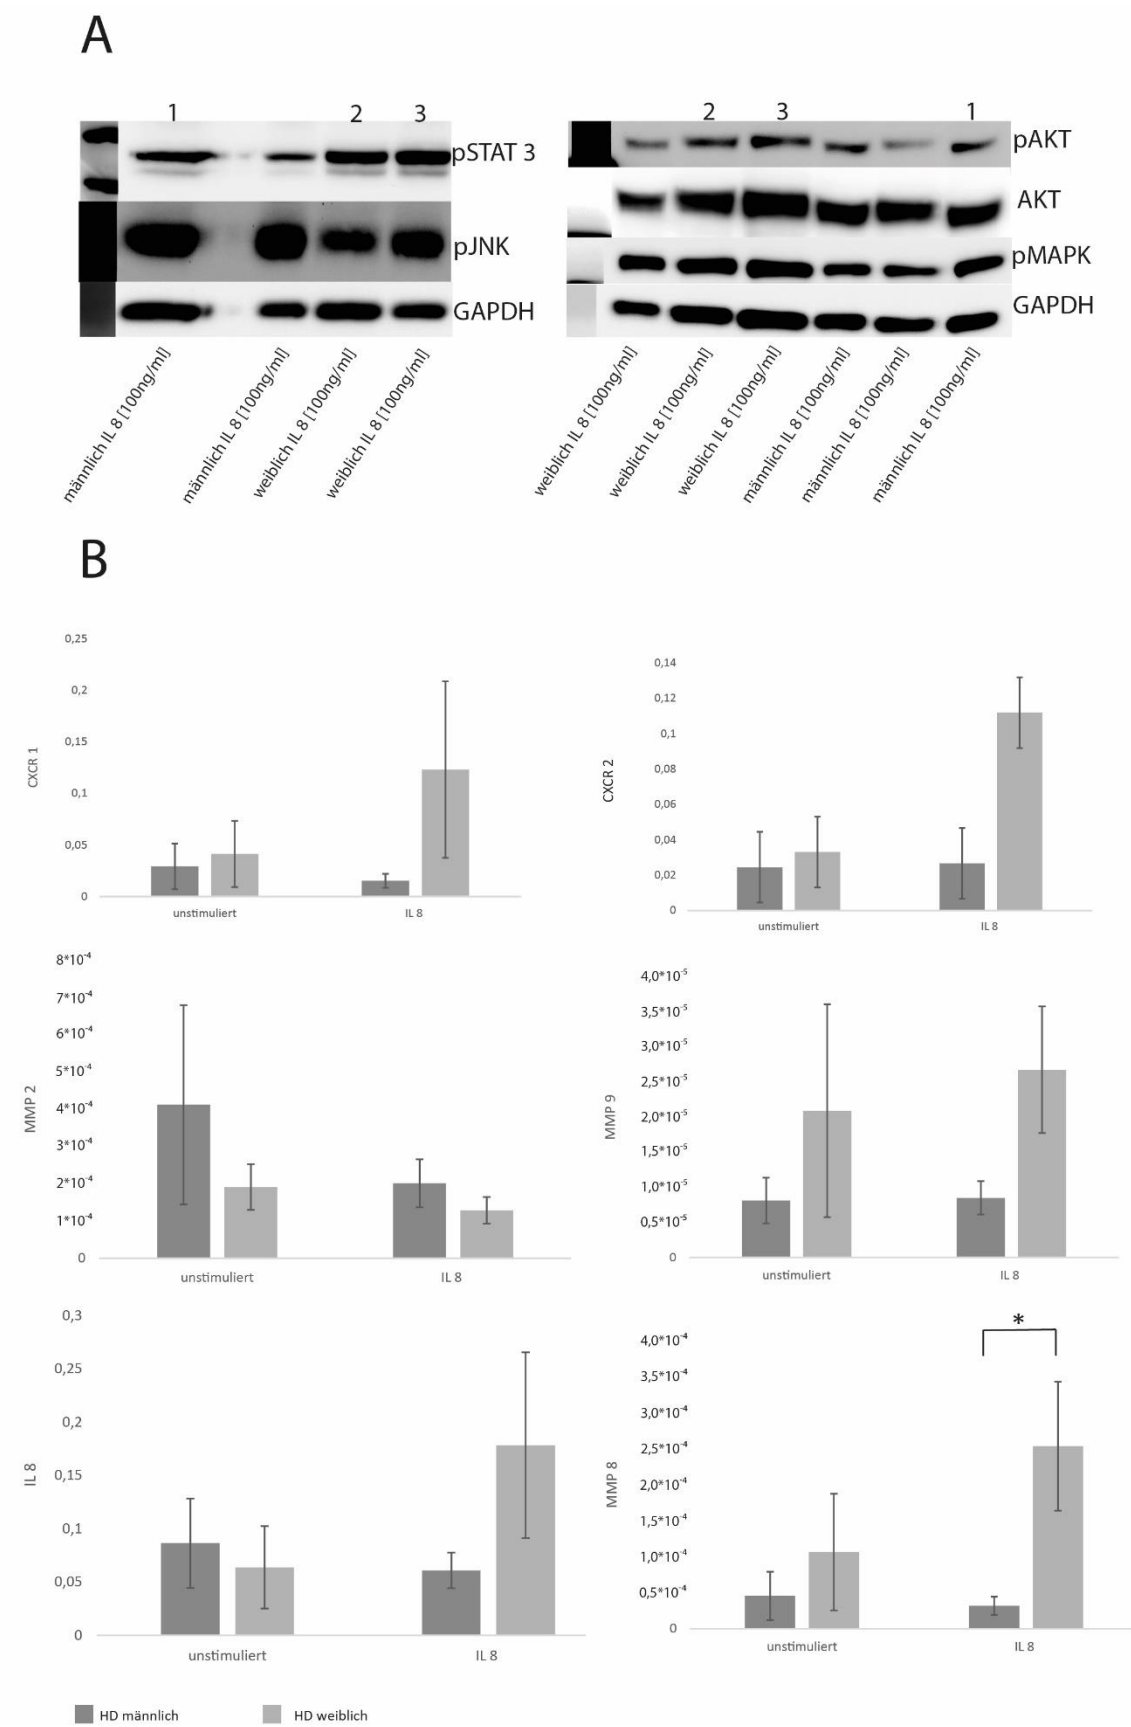 A
1 2 3
pSTAT 3
pJNK
GAPDH
männlich IL 8 [100ng/ml]
männlich IL 8 [100ng/ml]
weiblich IL 8 [100ng/ml]
weiblich IL 8 [100ng/ml]
2 3 1
pAKT
AKT
pMAPK
GAPDH
weiblich IL 8 [100ng/ml]
weiblich IL 8 [100ng/ml]
weiblich IL 8 [100ng/ml]
männlich IL 8 [100ng/ml]
männlich IL 8 [100ng/ml]
männlich IL 8 [100ng/ml]
B
CXCR 1
0,25
0,2
0,15
0,1
0,05
0
unstimuliert IL 8
CXCR 2
0,14
0,12
0,1
0,08
0,06
0,04
0,02
0
unstimuliert IL 8
MMP 2
8*10⁻⁴
7*10⁻⁴
6*10⁻⁴
5*10⁻⁴
4*10⁻⁴
3*10⁻⁴
2*10⁻⁴
1*10⁻⁴
0
unstimuliert IL 8
MMP 9
4,0*10⁻⁵
3,5*10⁻⁵
3,0*10⁻⁵
2,5*10⁻⁵
2,0*10⁻⁵
1,5*10⁻⁵
1,0*10⁻⁵
0,5*10⁻⁵
0
unstimuliert IL 8
IL 8
0,3
0,25
0,2
0,15
0,1
0,05
0
unstimuliert IL 8
MMP 8
*
4,0*10⁻⁴
3,5*10⁻⁴
3,0*10⁻⁴
2,5*10⁻⁴
2,0*10⁻⁴
1,5*10⁻⁴
1,0*10⁻⁴
0,5*10⁻⁴
0
unstimuliert IL 8
HD männlich HD weiblich